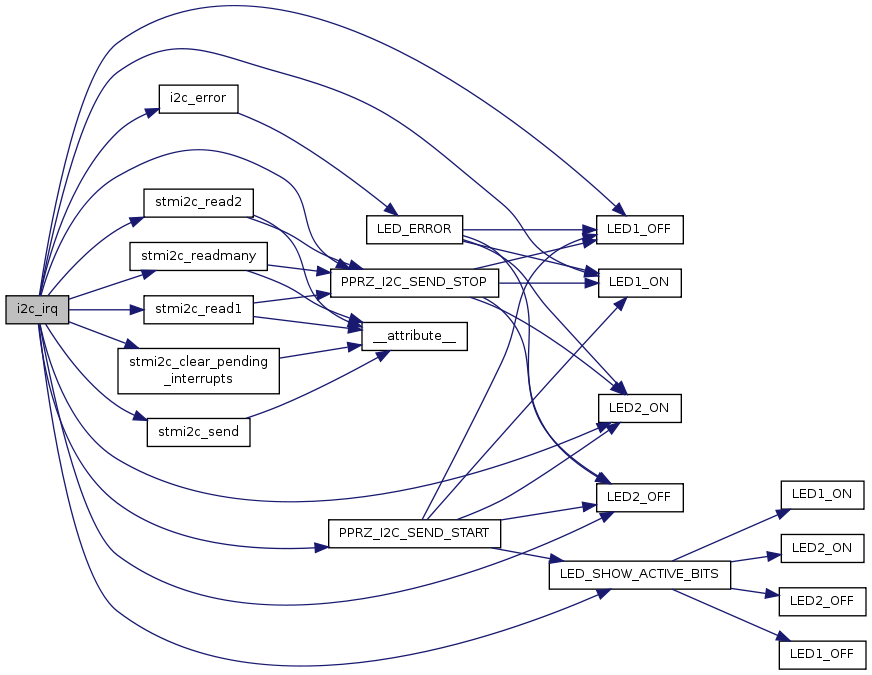 i2c_error
stmi2c_read2
LED_ERROR
LED1_OFF
stmi2c_readmany
PPRZ_I2C_SEND_STOP
LED1_ON
i2c_irq
stmi2c_read1
__attribute__
stmi2c_clear_pending
_interrupts
LED2_ON
stmi2c_send
LED2_OFF
LED1_ON
PPRZ_I2C_SEND_START
LED2_ON
LED_SHOW_ACTIVE_BITS
LED2_OFF
LED1_OFF